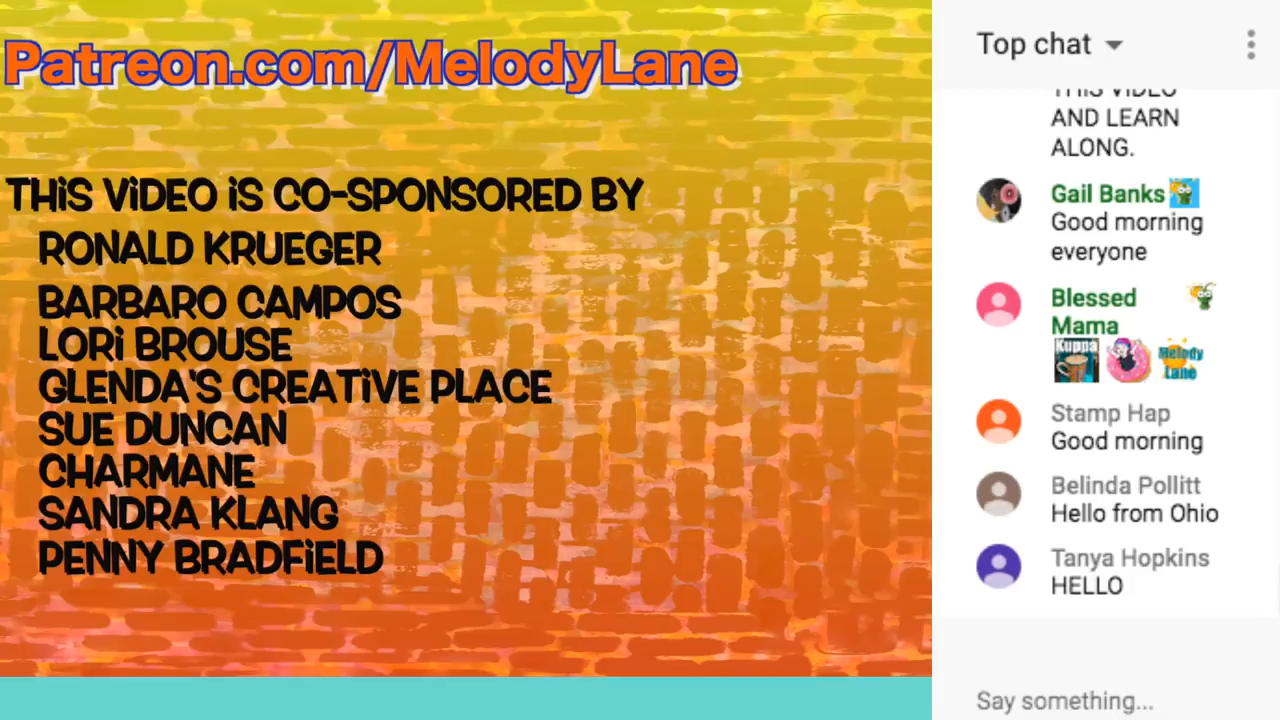 Patreon.com/MelodyLane
THiS ViDEO iS CO-SPONSORED BY
RONALD KRUEGER
BARBARO CAMPOS
LORi BROUSE
GLENDA'S CREATiVE PLACE
SUE DUNCAN
CHARMANE
SANDRA KLANG
PENNY BRADFiELD
Top chat
THIS VIDEO
AND LEARN
ALONG.
Gail Banks
Good morning
everyone
Blessed
Mama
Kuppa
Melody
Lane
Stamp Hap
Good morning
Belinda Pollitt
Hello from Ohio
Tanya Hopkins
HELLO
Say something...